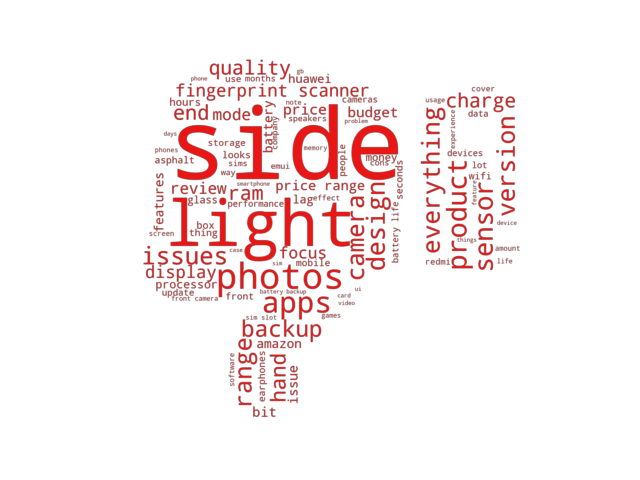 quality
gb
phone
use
months
huawei
cover
fingerprint scanner
charge
usage
hours
note
cameras
end
mode
battery
company
price
budget
data
speakers
problem
version
days
side
storage
memory
people
everything
experience
phones
looks
money
devices
asphalt
sims
emui
cons
lot
way
seconds
product
wifi
smartphone
sensor
feature
features
review
ram
price range
design
glass
performance
lag
effect
camera
battery life
box
light
device
screen
thing
things
case
issues
focus
amount
sim
mobile
redmi
life
display
photos
processor
ui
update
battery backup
front camera
front
apps
card
video
sim slot
games
backup
range
amazon
software
earphones
hand
issue
bit